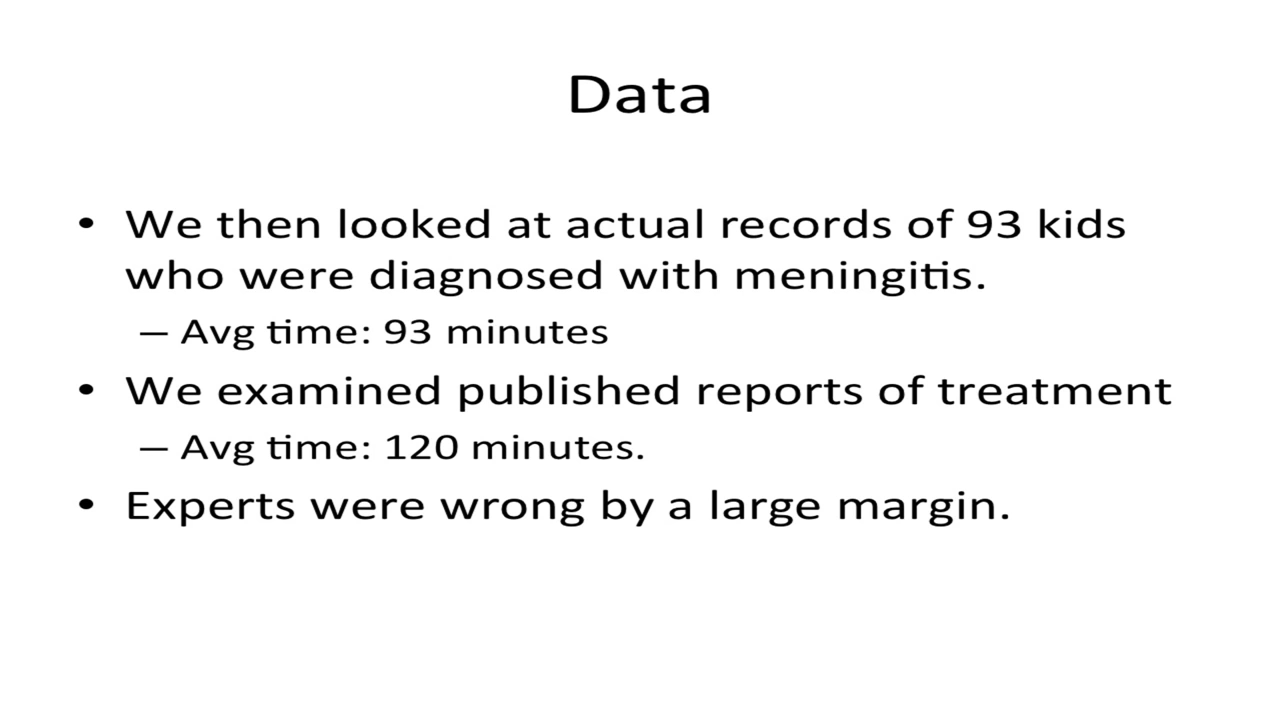 Data
• We then looked at actual records of 93 kids
who were diagnosed with meningitis.
– Avg time: 93 minutes
• We examined published reports of treatment
– Avg time: 120 minutes.
• Experts were wrong by a large margin.